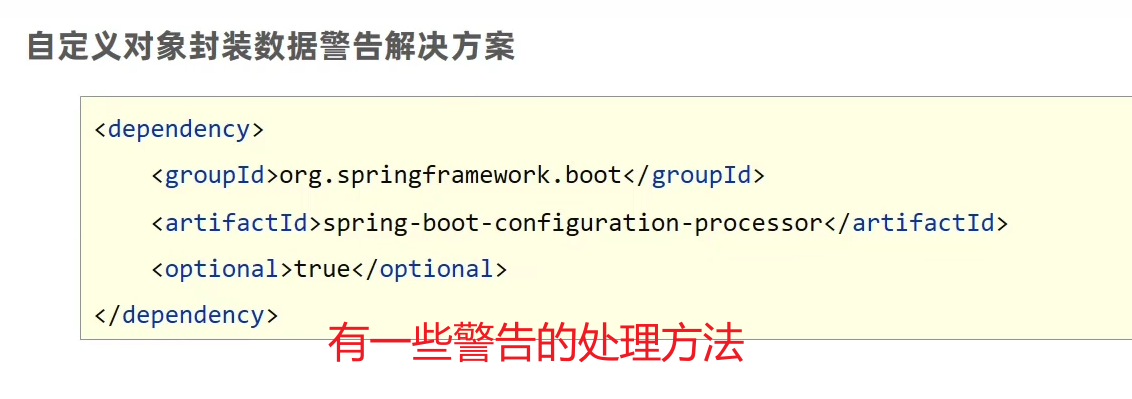 自定义对象封装数据警告解决方案
<dependency>
<groupId>org.springframework.boot</groupId>
<artifactId>spring-boot-configuration-processor</artifactId>
<optional>true</optional>
</dependency>
有一些警告的处理方法